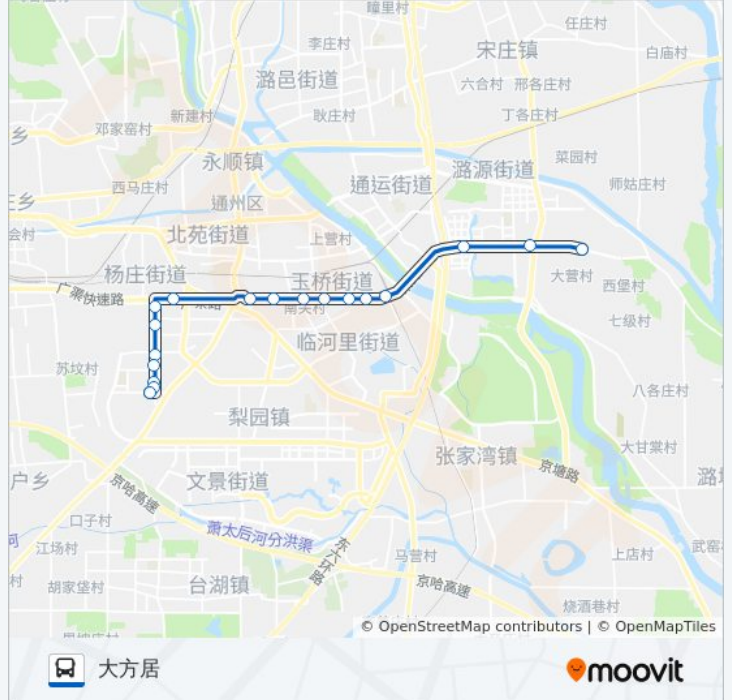 疃里村
任庄村
李庄村
宋庄镇
白庙村
潞邑街道
六合村
邢各庄村
新建村
耿庄村
丁各庄村
邓家窑村
乡
永顺镇
菜园村
潞源街道
西马庄村
通运街道
师姑庄村
通州区
北苑街道
会村
上营村
杨庄街道
玉桥街道
大营村
西堡村
广渠快速路
七级村
临河里街道
苏坟村
八各庄村
梨园镇
大甘棠村
张家湾镇
京塘路
户乡
文景街道
京哈高速
口子村
萧太后河分洪渠
河
江场村
东六环路
马营村
上店村
武窑
村
胡家垡村
台湖镇
京哈高速
烧酒巷村
© OpenStreetMap contributors | © OpenMapTiles
大方居
moovit